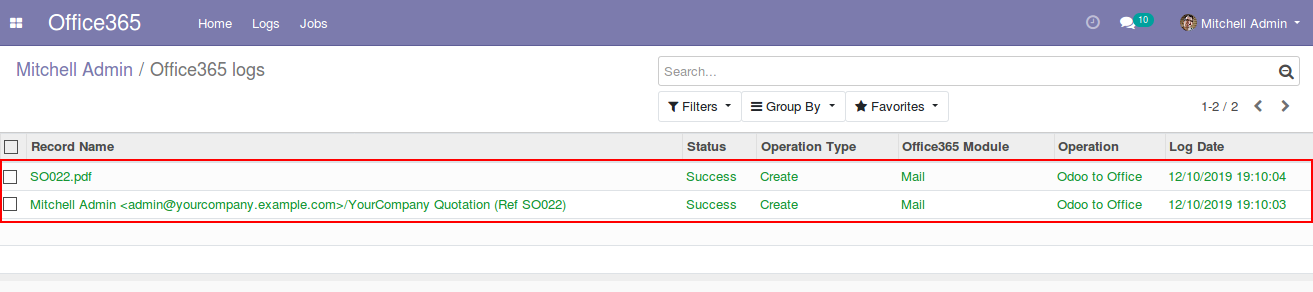 Office365 Home Logs Jobs 10 Mitchell Admin
Mitchell Admin / Office365 logs
Search...
Filters Group By Favorites 1-2 / 2
Record Name Status Operation Type Office365 Module Operation Log Date
SO022.pdf Success Create Mail Odoo to Office 12/10/2019 19:10:04
Mitchell Admin <admin@yourcompany.example.com>/YourCompany Quotation (Ref SO022) Success Create Mail Odoo to Office 12/10/2019 19:10:03